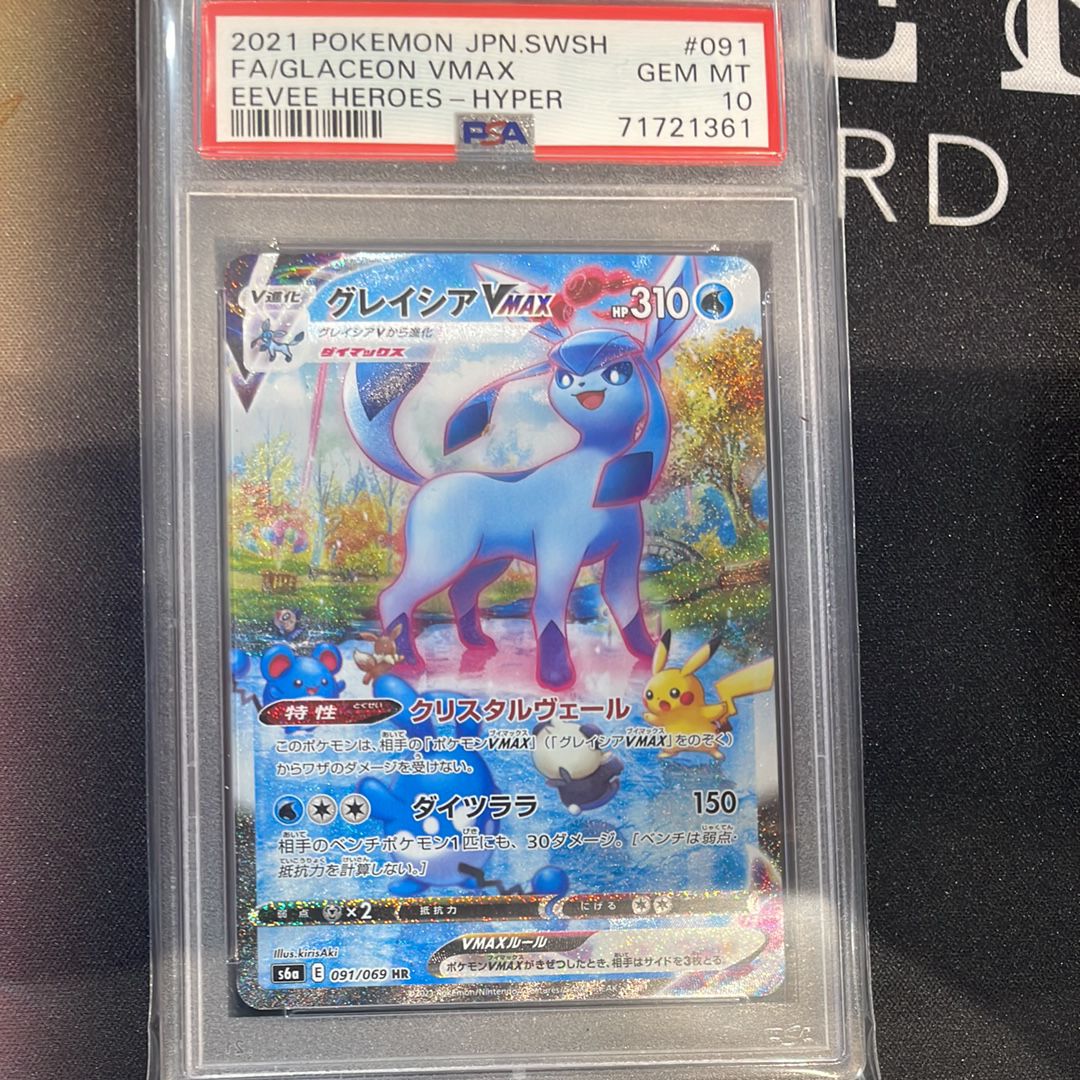 2021 POKEMON JPN.SWSH #091
FA/GLACEON VMAX GEM MT
EEVEE HEROES-HYPER 10
PSA 71721361
RD
V進化 グレイシアVMAX HP310
グレイシアVから進化
ダイマックス
特性 とくせい クリスタルヴェール
このポケモンは、相手の「ポケモンVMAX」(「グレイシアVMAX」をのぞく)
からワザのダメージを受けない。
ダイツララ 150
相手のベンチポケモン1匹にも、30ダメージ。[ベンチは弱点・
抵抗力を計算しない。]
弱点 ×2 抵抗力 にげる
Illus.kirisAki
VMAXルール
ポケモンVMAXがきぜつしたとき、相手はサイドを3枚とる。
s6a E 091/069 HR